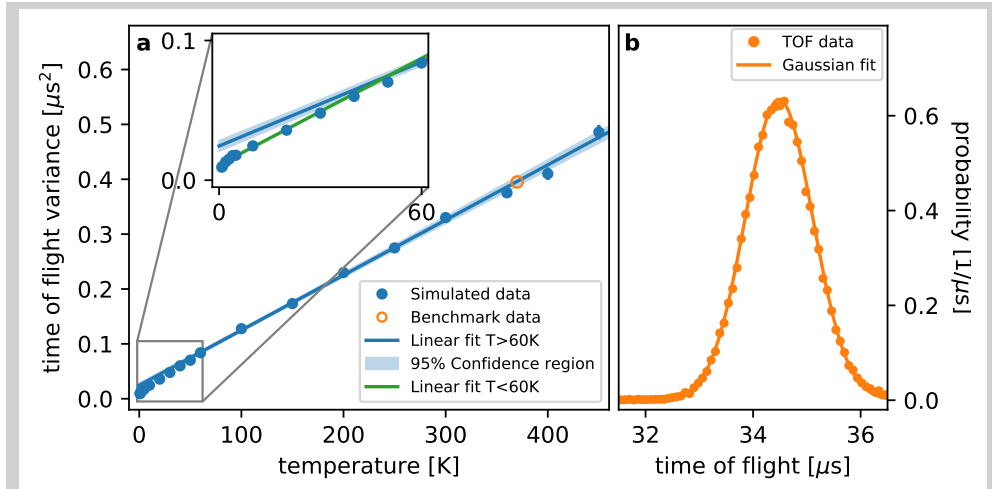 a
0.1
0.0
0
60
0.6
0.5
0.4
0.3
0.2
0.1
0.0
time of flight variance [μs²]
Simulated data
Benchmark data
Linear fit T>60K
95% Confidence region
Linear fit T<60K
0 100 200 300 400
temperature [K]
b
TOF data
Gaussian fit
0.6
0.4
0.2
0.0
probability [1/μs]
32 34 36
time of flight [μs]